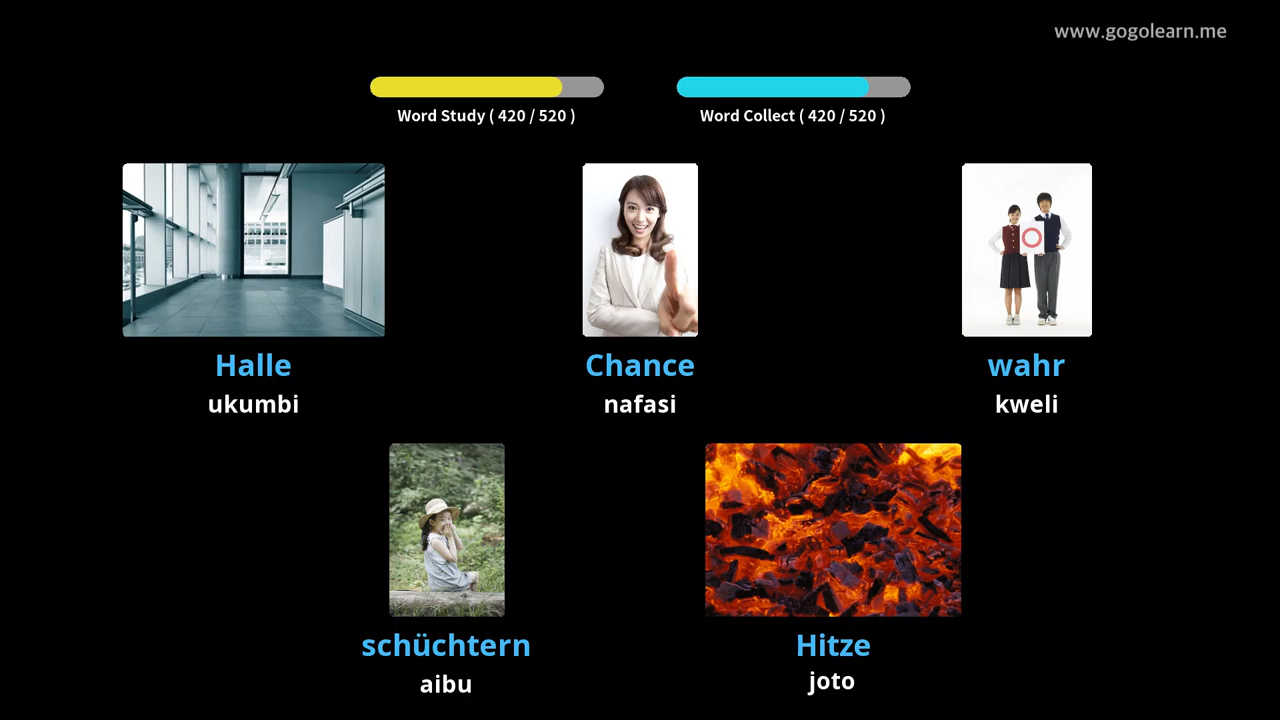 www.gogolearn.me
Word Study ( 420 / 520 )
Word Collect ( 420 / 520 )
Halle
ukumbi
Chance
nafasi
wahr
kweli
schüchtern
aibu
Hitze
joto